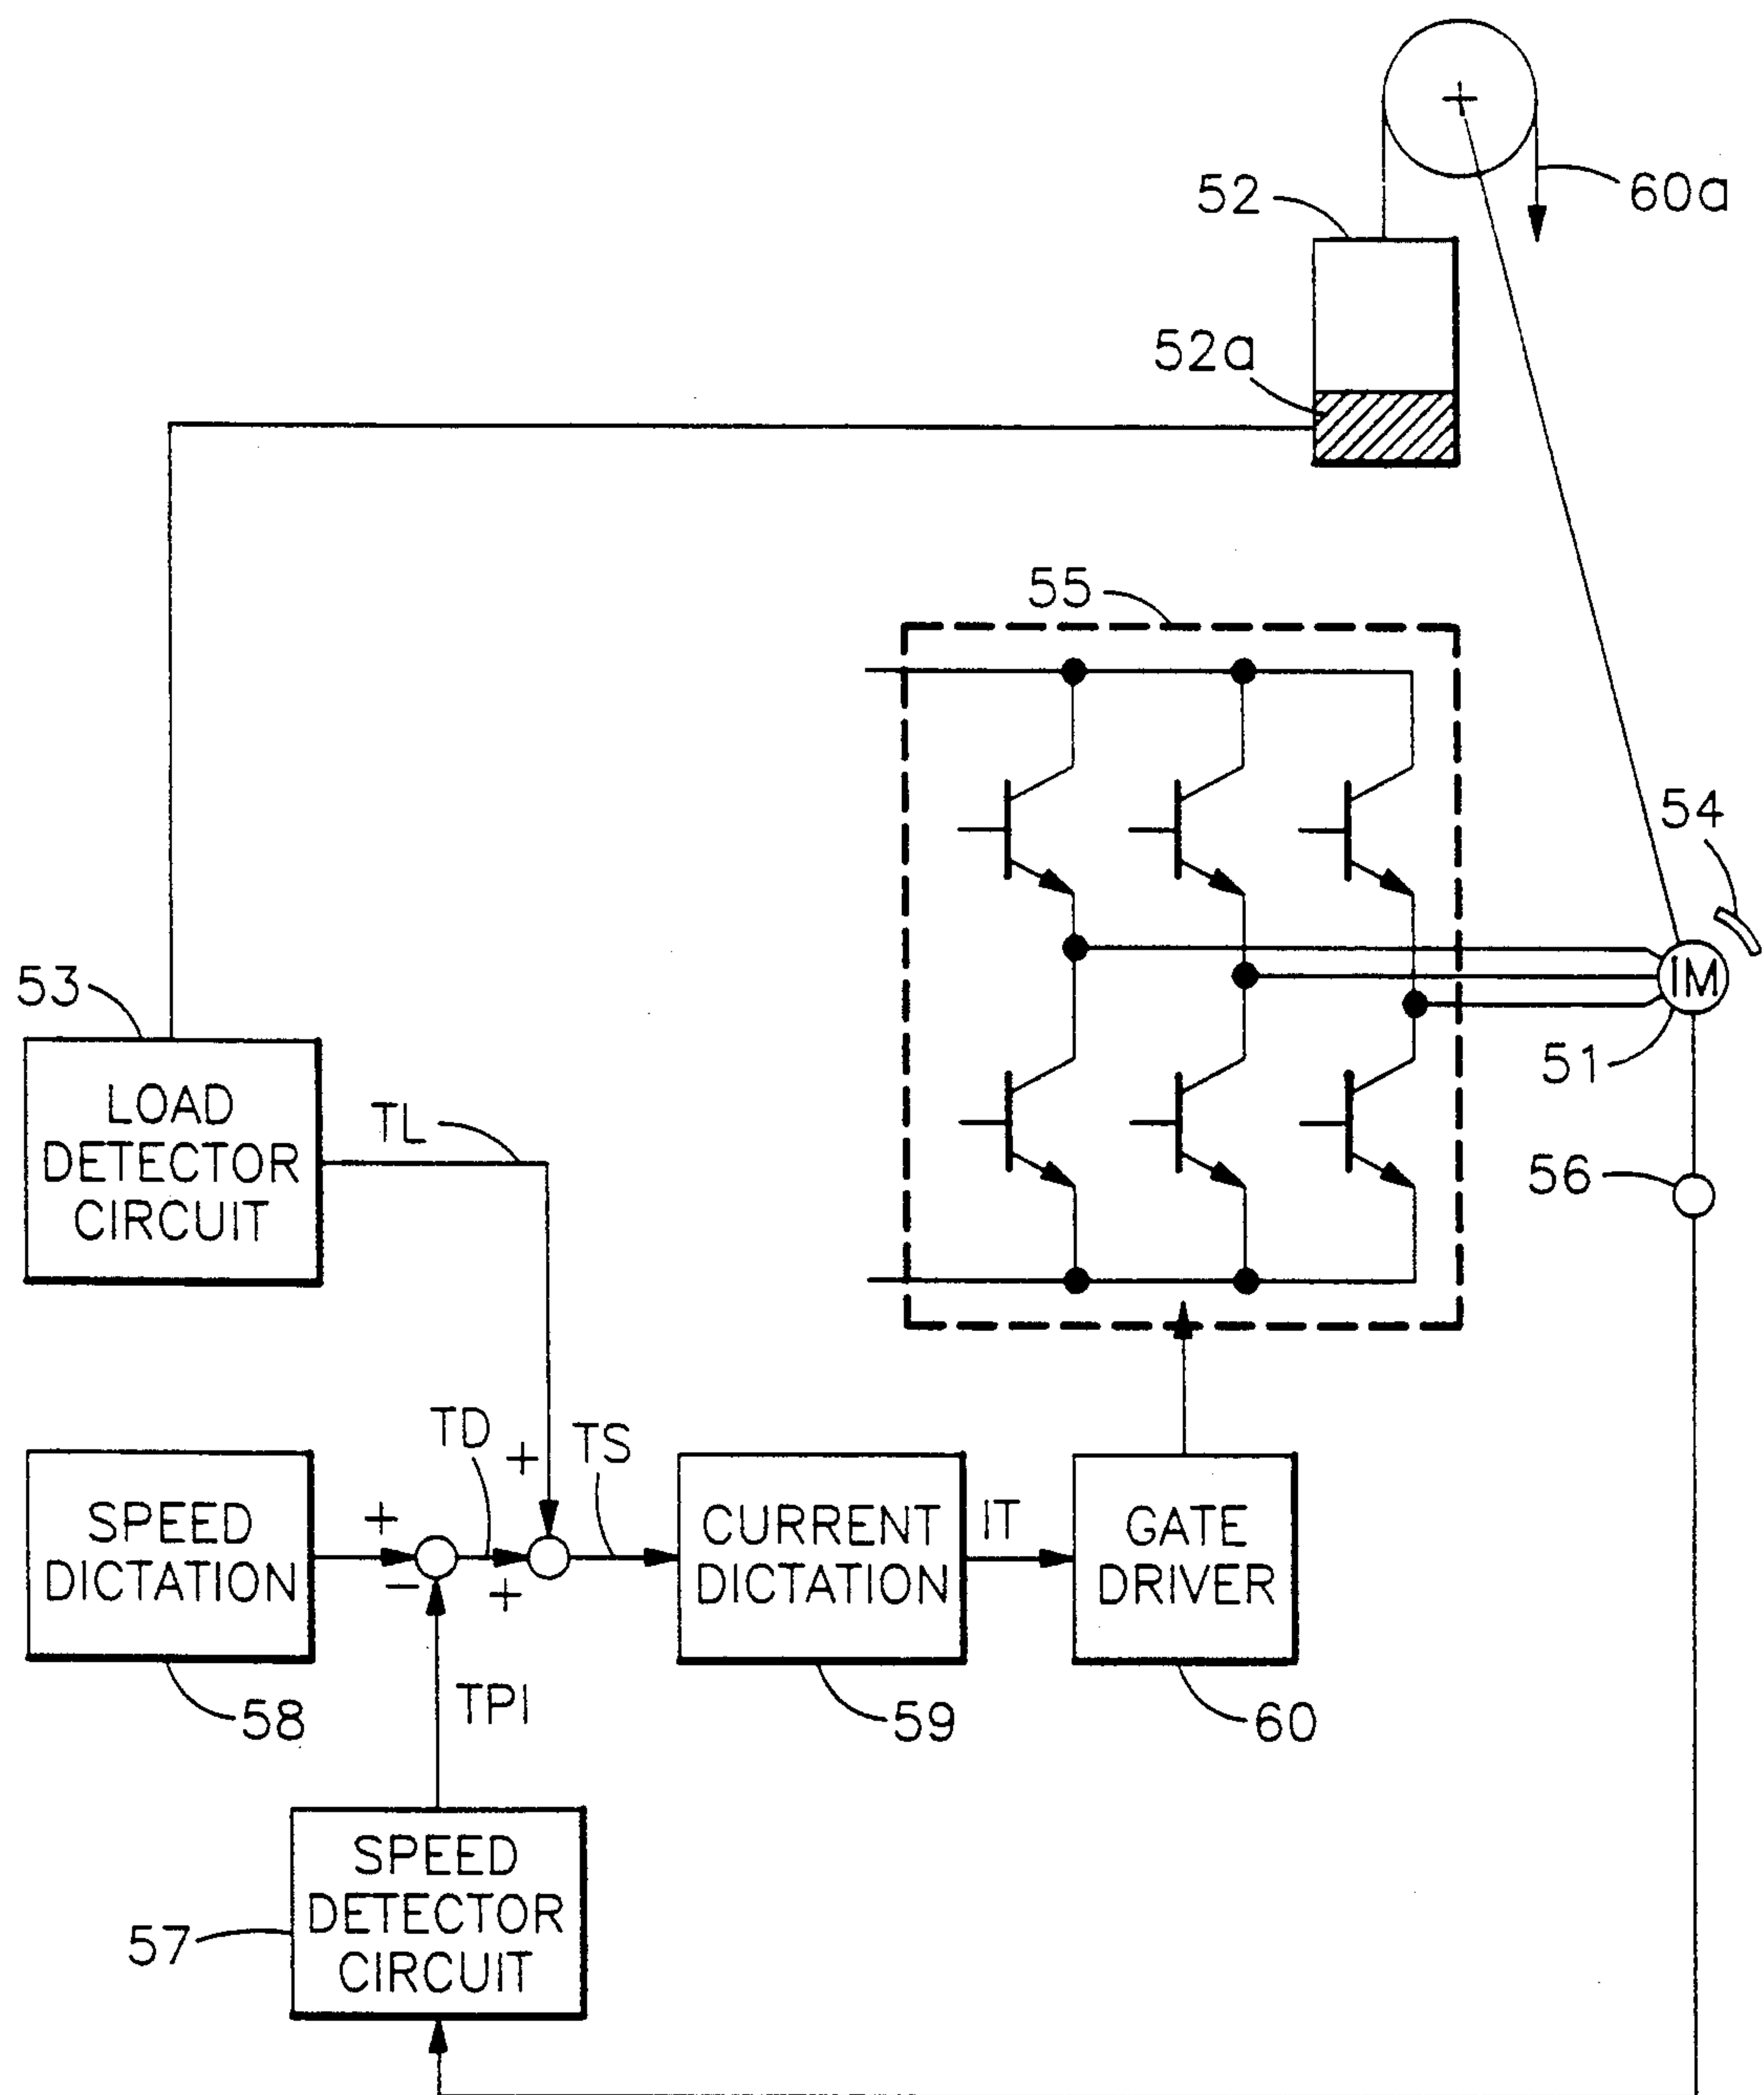 52
60a
52a
55
54
53
IM
51
LOAD
DETECTOR
CIRCUIT
TL
56
TD
+
TS
SPEED
DICTATION
+
−
+
CURRENT
DICTATION
IT
GATE
DRIVER
58
TPI
59
60
SPEED
DETECTOR
CIRCUIT
57